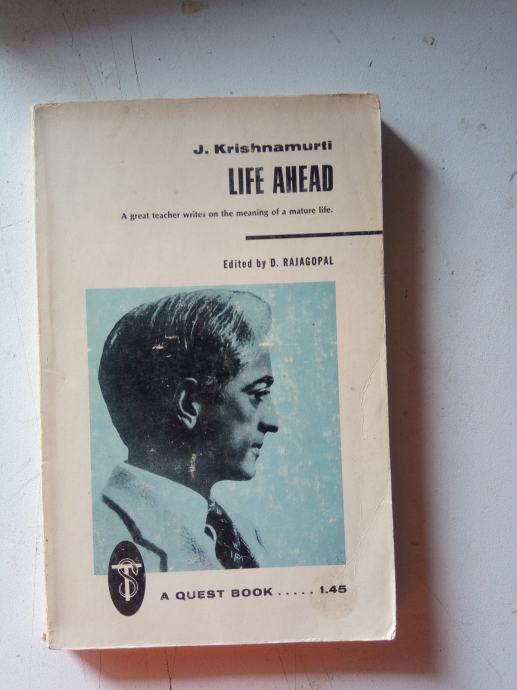 J. Krishnamurti
LIFE AHEAD
A great teacher writes on the meaning of a mature life.
Edited by D. RAJAGOPAL
A QUEST BOOK ..... 1.45